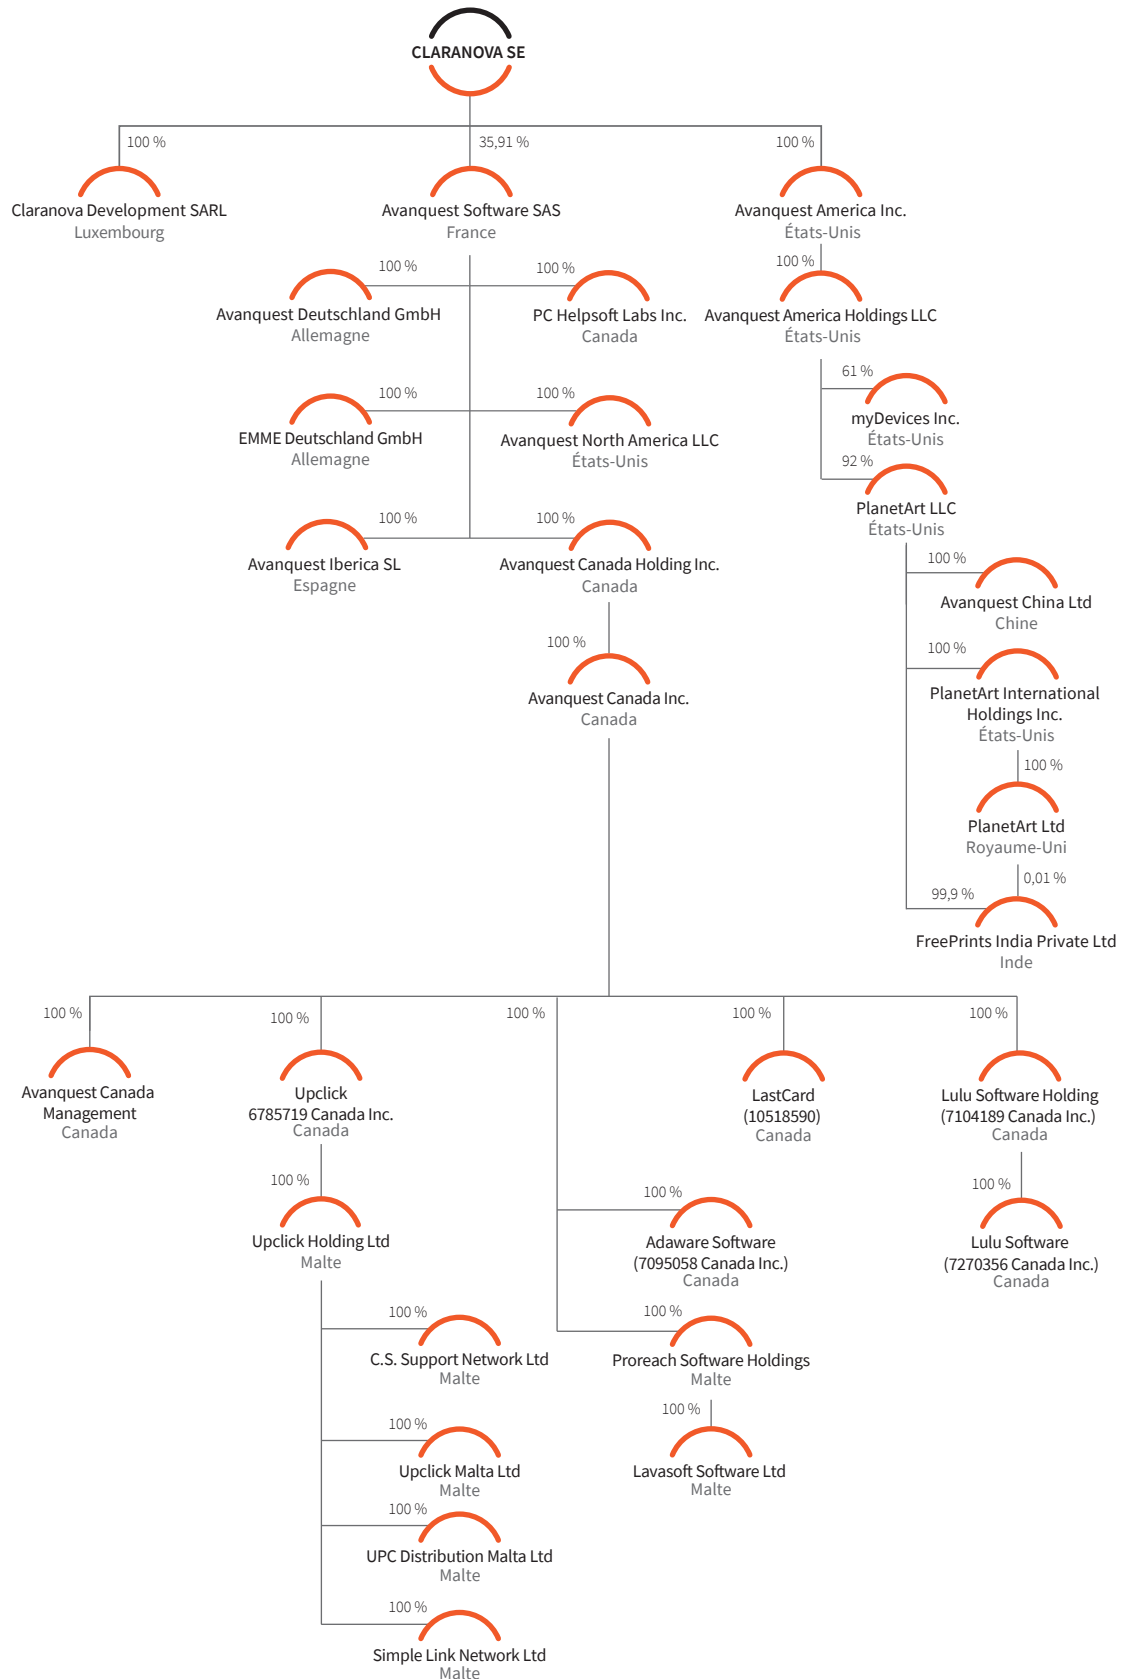 CLARANOVA SE
100 %
35,91 %
100 %
Claranova Development SARL
Luxembourg
Avanquest Software SAS
France
Avanquest America Inc.
États-Unis
100 %
100 %
100 %
Avanquest Deutschland GmbH
Allemagne
PC Helpsoft Labs Inc.
Canada
Avanquest America Holdings LLC
États-Unis
61 %
myDevices Inc.
États-Unis
100 %
100 %
EMME Deutschland GmbH
Allemagne
Avanquest North America LLC
États-Unis
92 %
PlanetArt LLC
États-Unis
100 %
100 %
Avanquest Iberica SL
Espagne
Avanquest Canada Holding Inc.
Canada
100 %
Avanquest China Ltd
Chine
100 %
Avanquest Canada Inc.
Canada
100 %
PlanetArt International
Holdings Inc.
États-Unis
100 %
PlanetArt Ltd
Royaume-Uni
0,01 %
99,9 %
FreePrints India Private Ltd
Inde
100 %
100 %
100 %
100 %
100 %
Avanquest Canada
Management
Canada
Upclick
6785719 Canada Inc.
Canada
LastCard
(10518590)
Canada
Lulu Software Holding
(7104189 Canada Inc.)
Canada
100 %
Upclick Holding Ltd
Malte
100 %
Adaware Software
(7095058 Canada Inc.)
Canada
100 %
Lulu Software
(7270356 Canada Inc.)
Canada
100 %
C.S. Support Network Ltd
Malte
100 %
Proreach Software Holdings
Malte
100 %
Upclick Malta Ltd
Malte
100 %
Lavasoft Software Ltd
Malte
100 %
UPC Distribution Malta Ltd
Malte
100 %
Simple Link Network Ltd
Malte